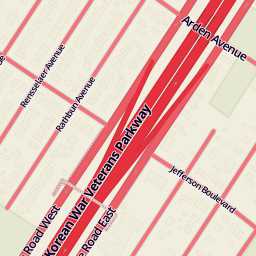 Arden Avenue
Rensselaer Avenue
Rathbun Avenue
Korean War Veterans Parkway
Jefferson Boulevard
Road West
Road East